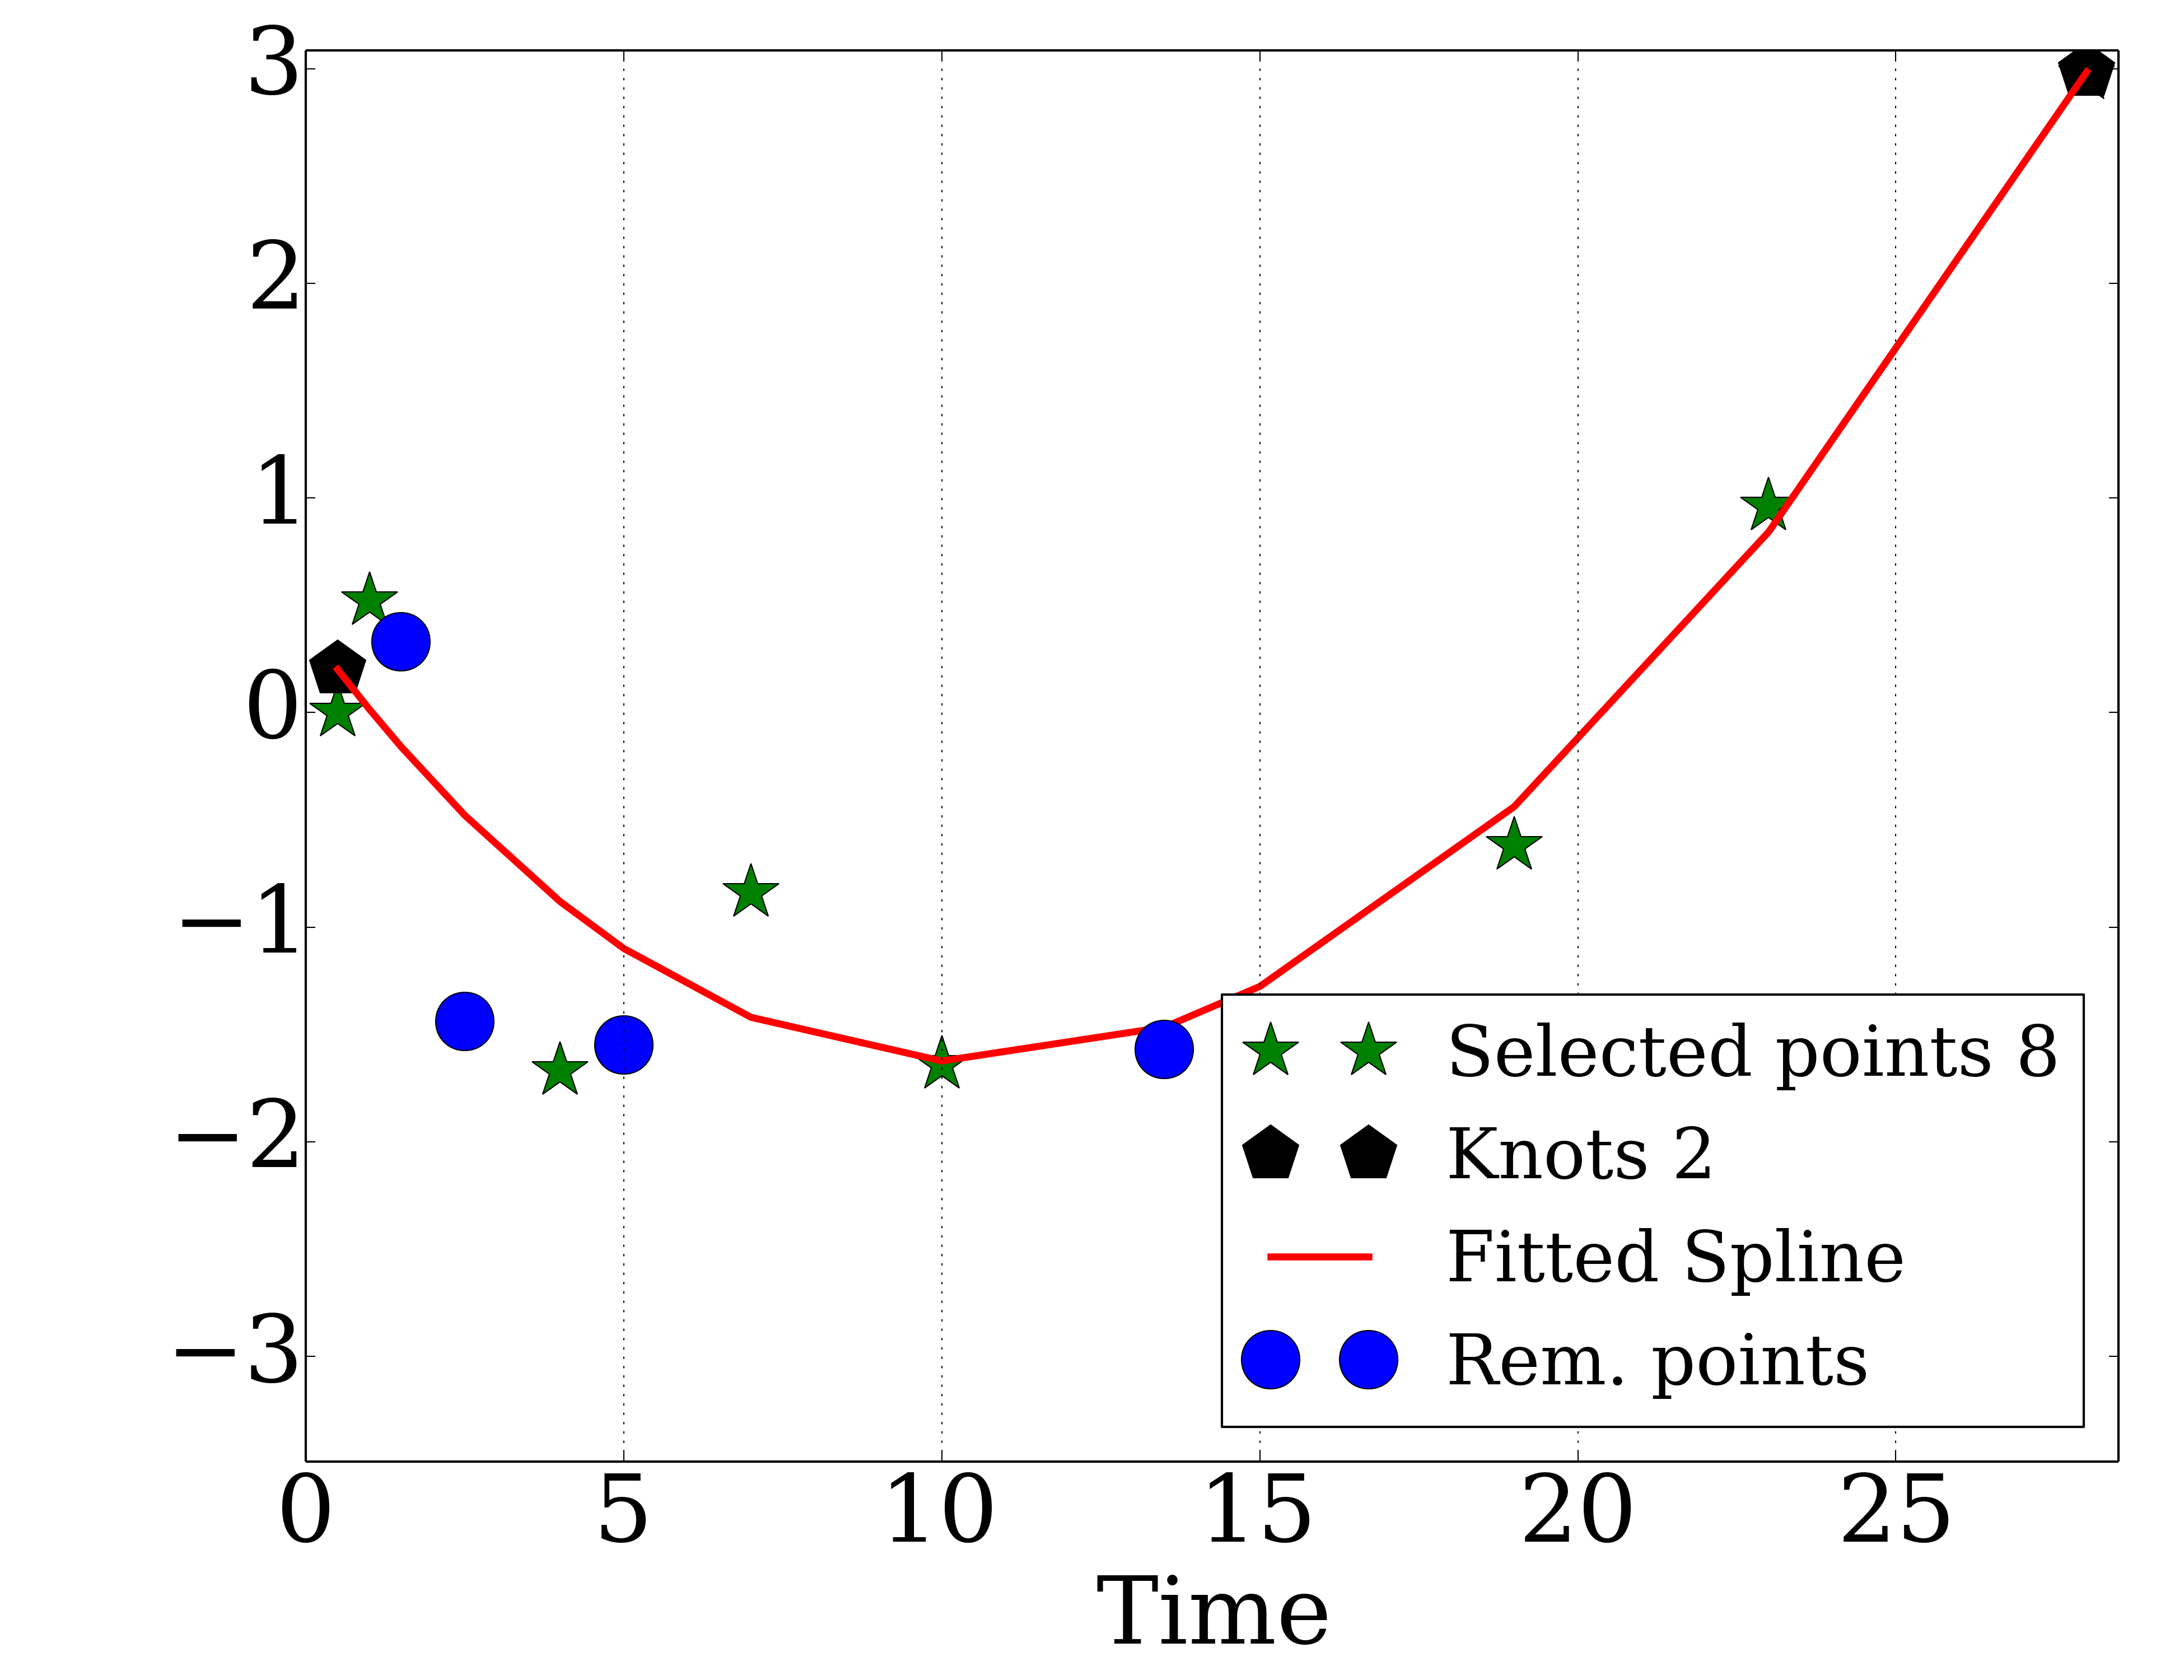 3
2
1
0
−1
−2
−3
0 5 10 15 20 25
Time
Selected points 8
Knots 2
Fitted Spline
Rem. points